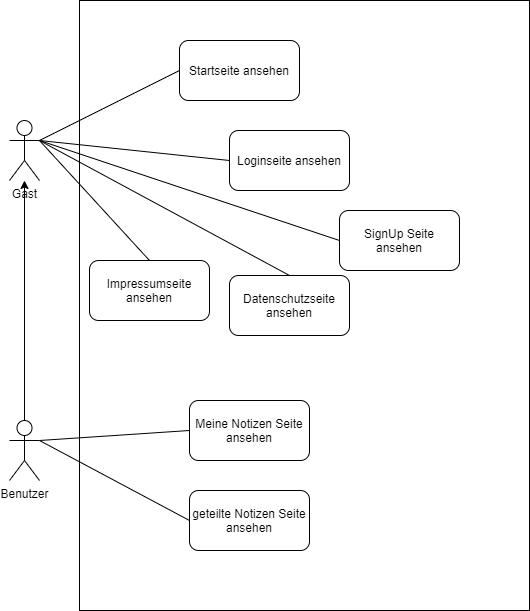 Startseite ansehen
Loginseite ansehen
Gast
SignUp Seite
ansehen
Impressumseite
ansehen
Datenschutzseite
ansehen
Meine Notizen Seite
ansehen
Benutzer
geteilte Notizen Seite
ansehen